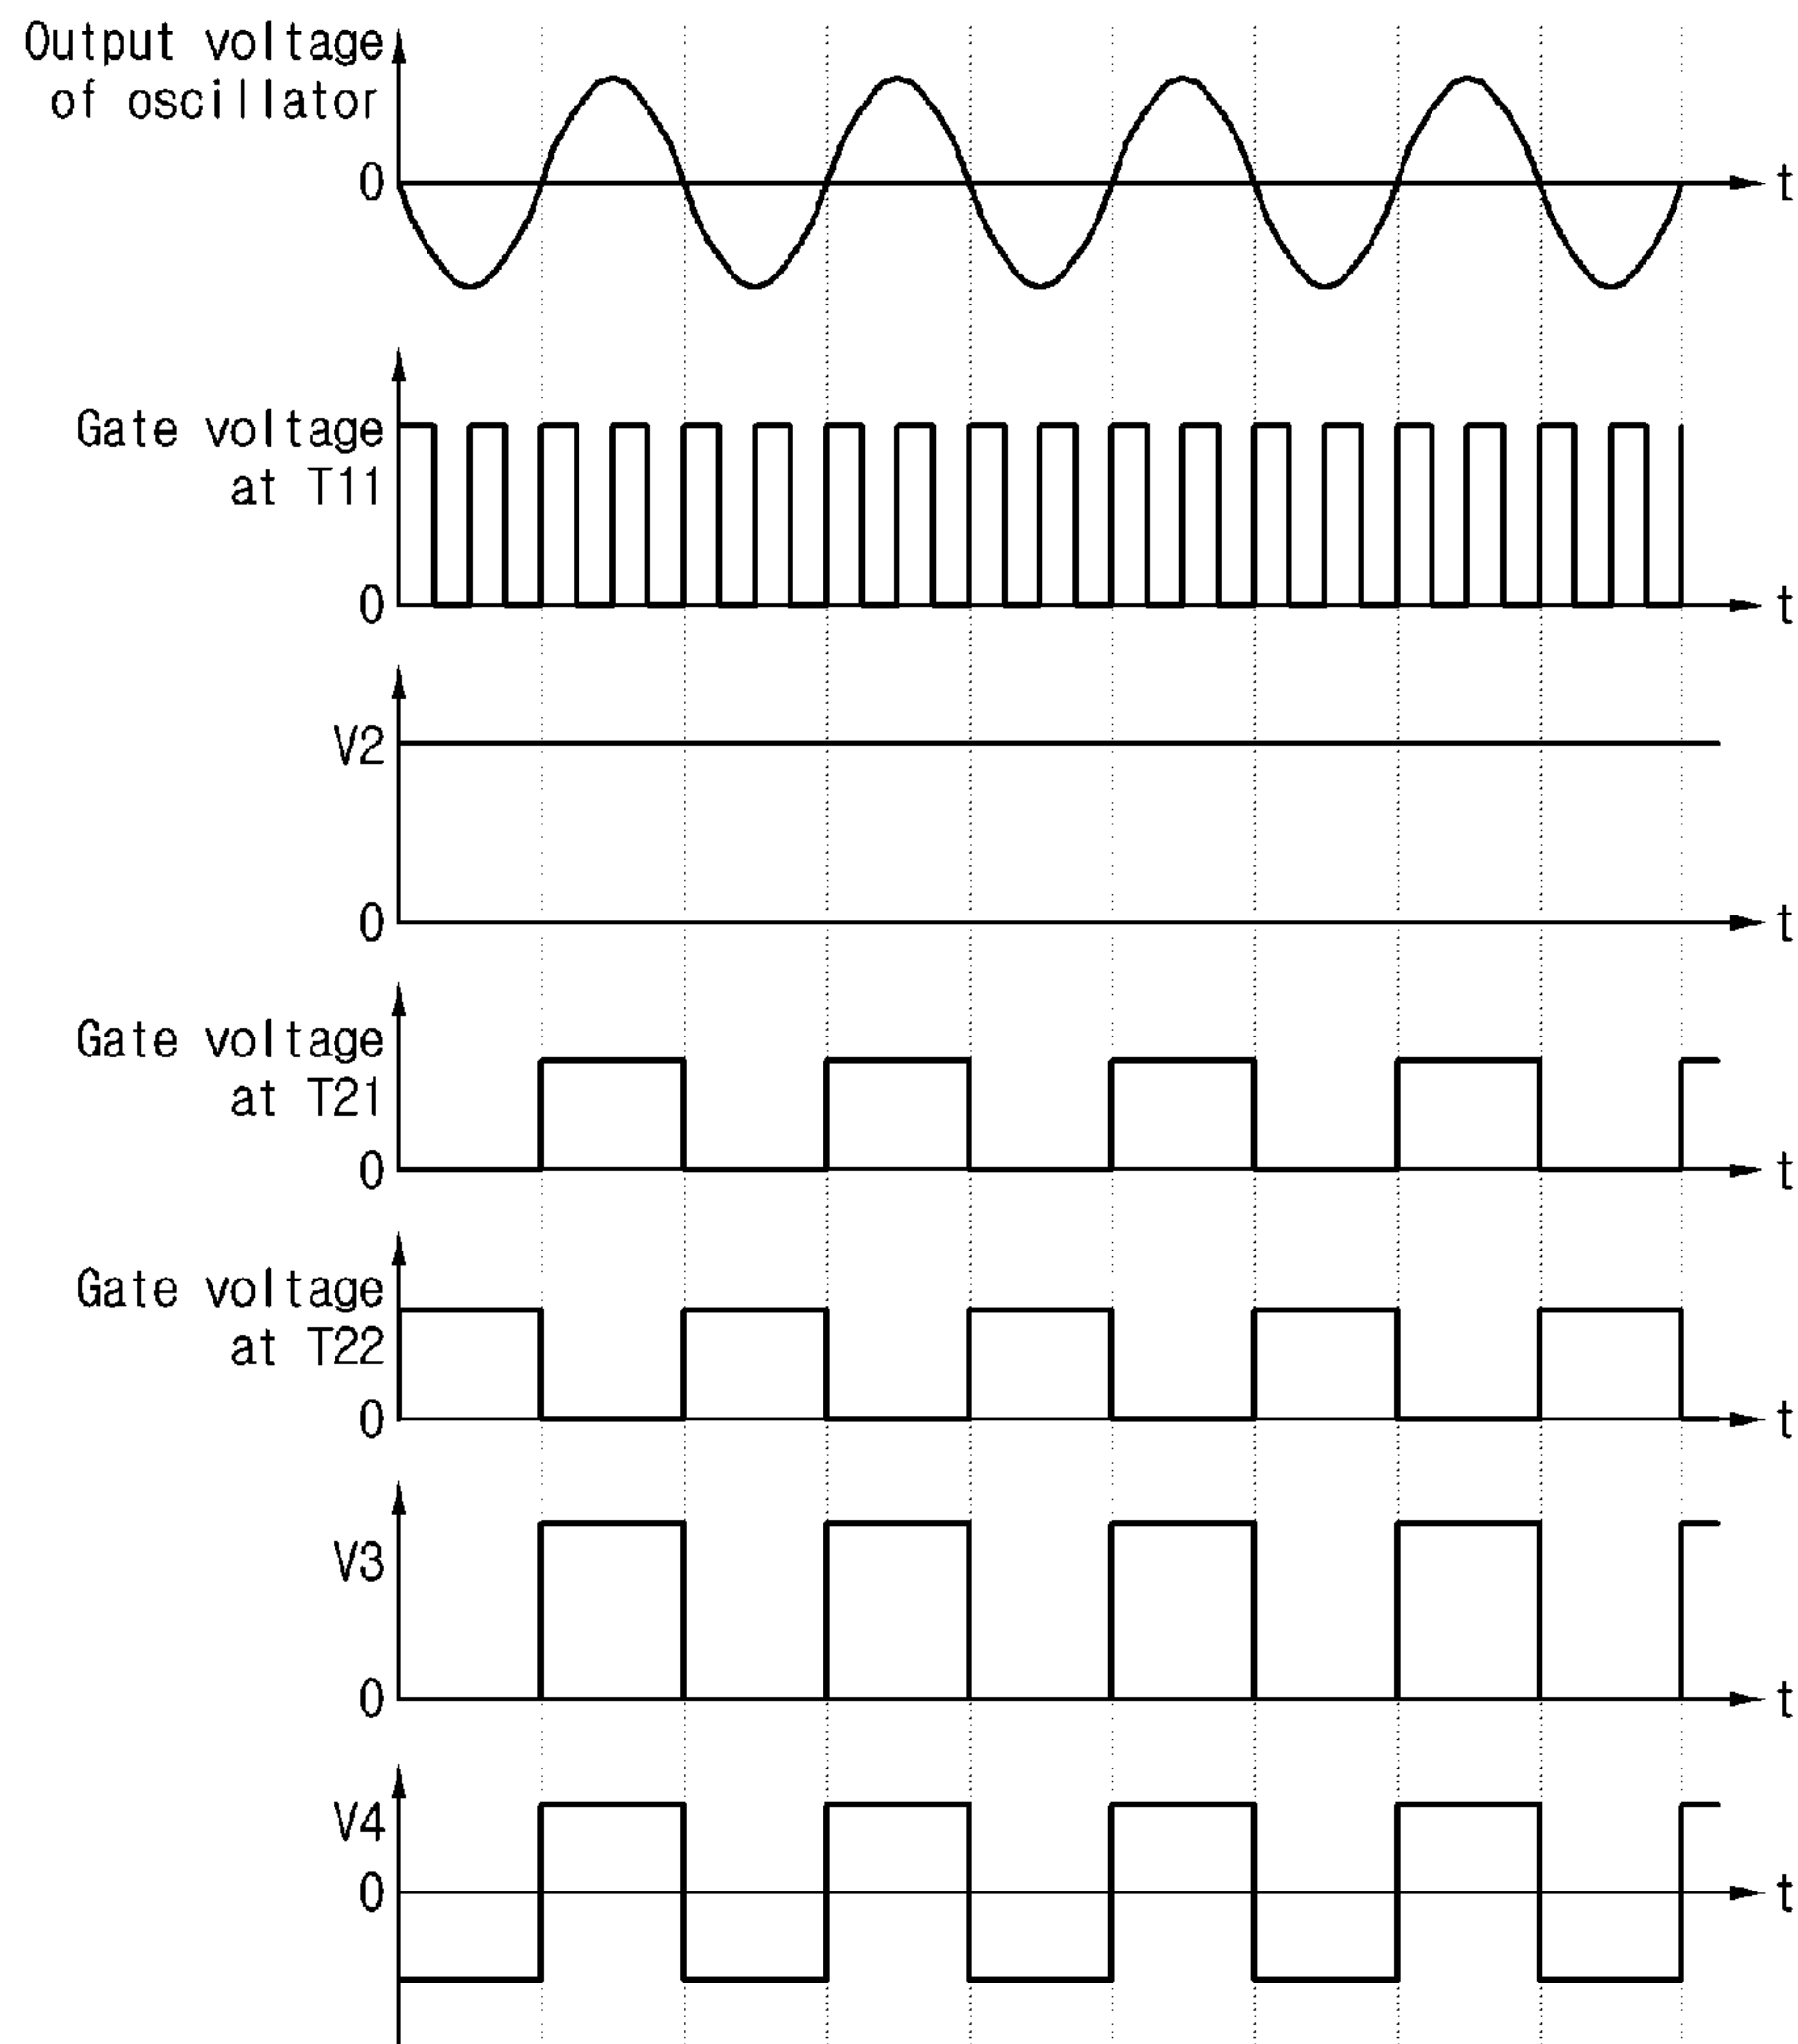 Output voltage
of oscillator
0
t
Gate voltage
at T11
0
t
V2
0
t
Gate voltage
at T21
0
t
Gate voltage
at T22
0
t
V3
0
t
V4
0
t